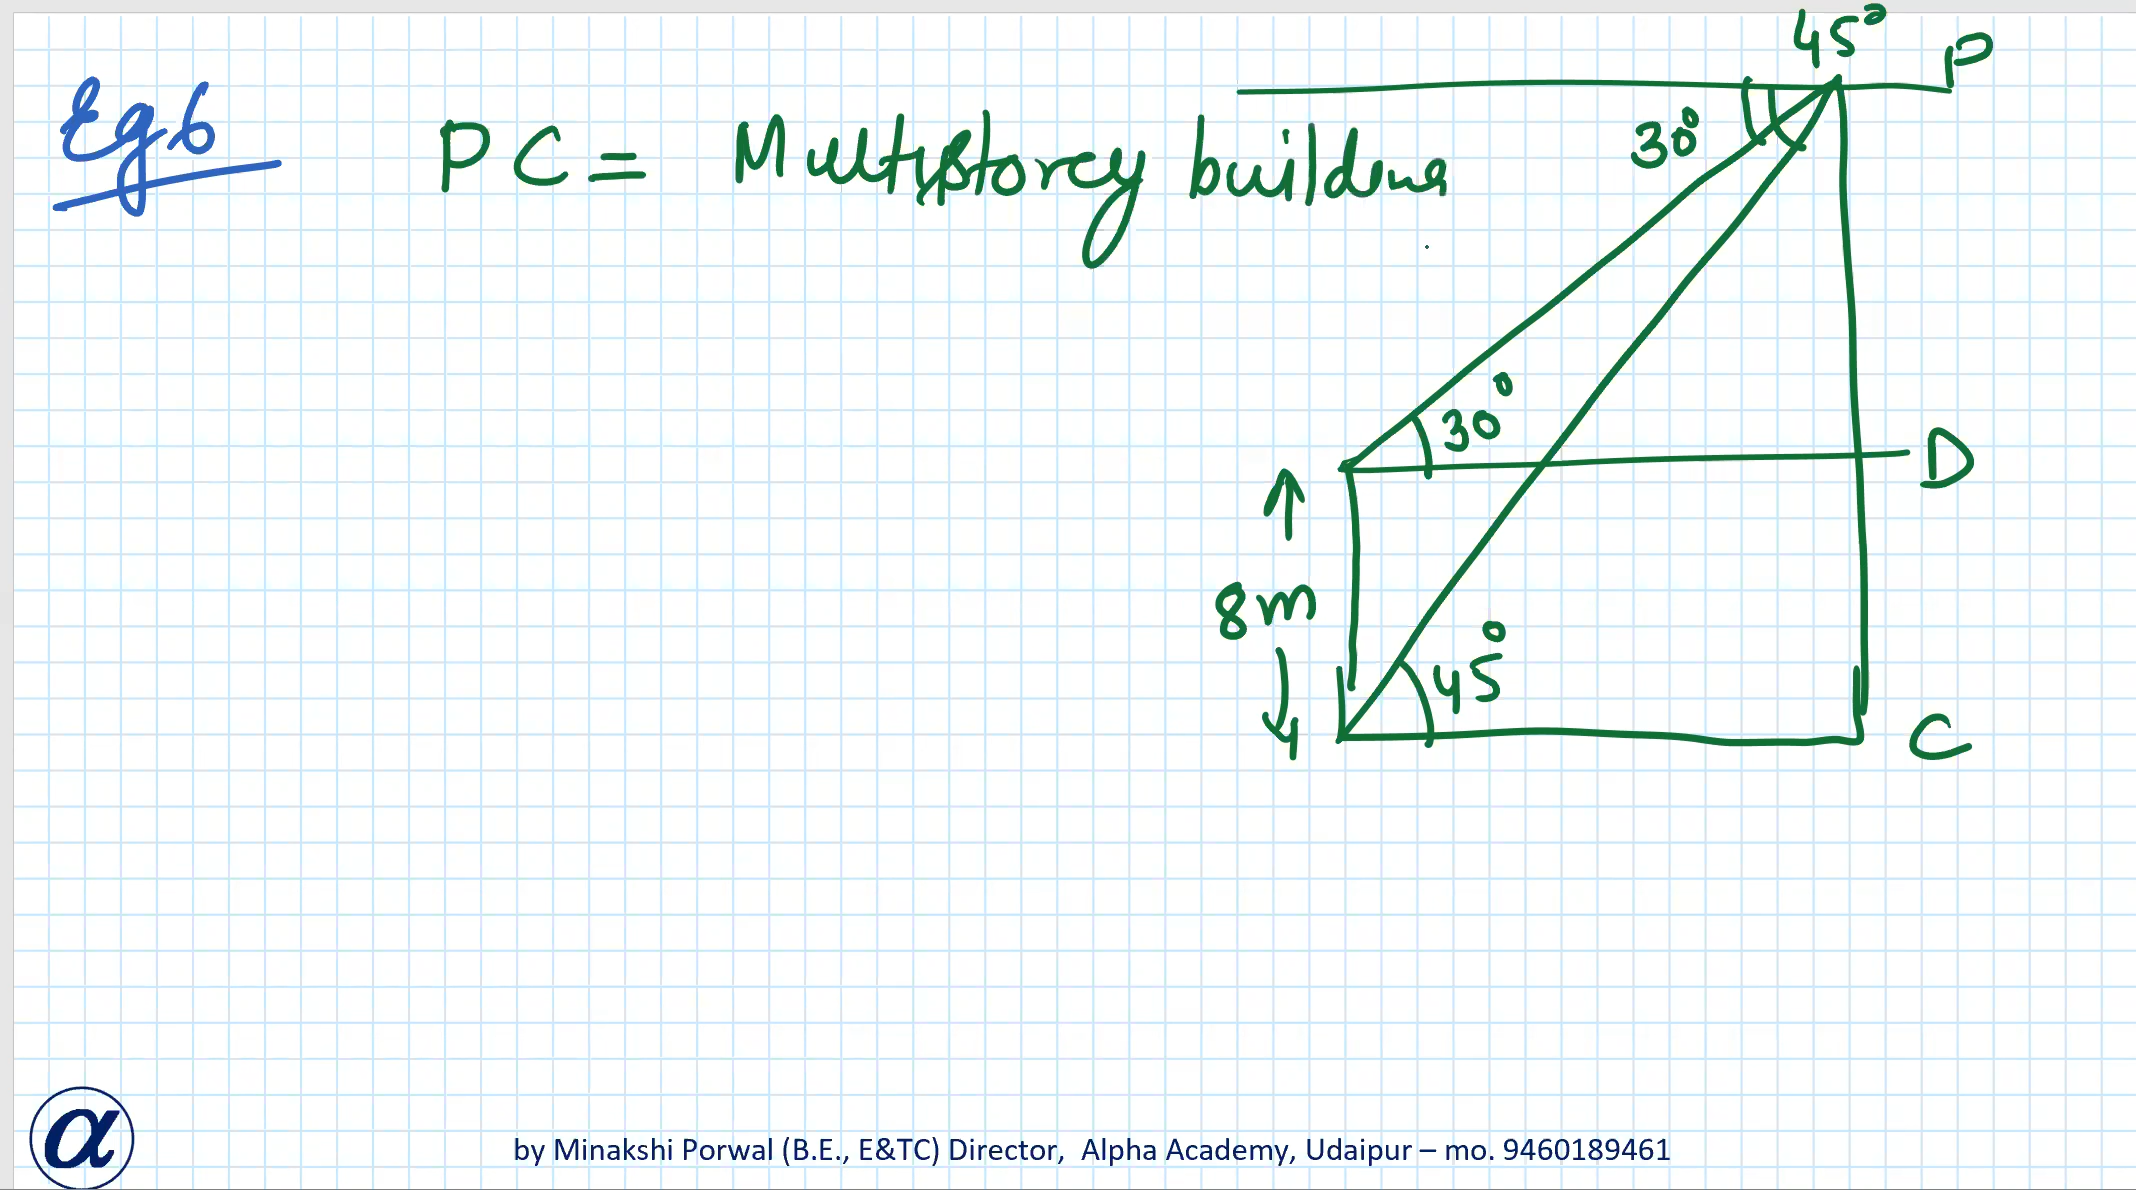 45°
P
Eg.6
PC = Multistorey building
30°
30°
D
8m
45°
C
α
by Minakshi Porwal (B.E., E&TC) Director, Alpha Academy, Udaipur – mo. 9460189461